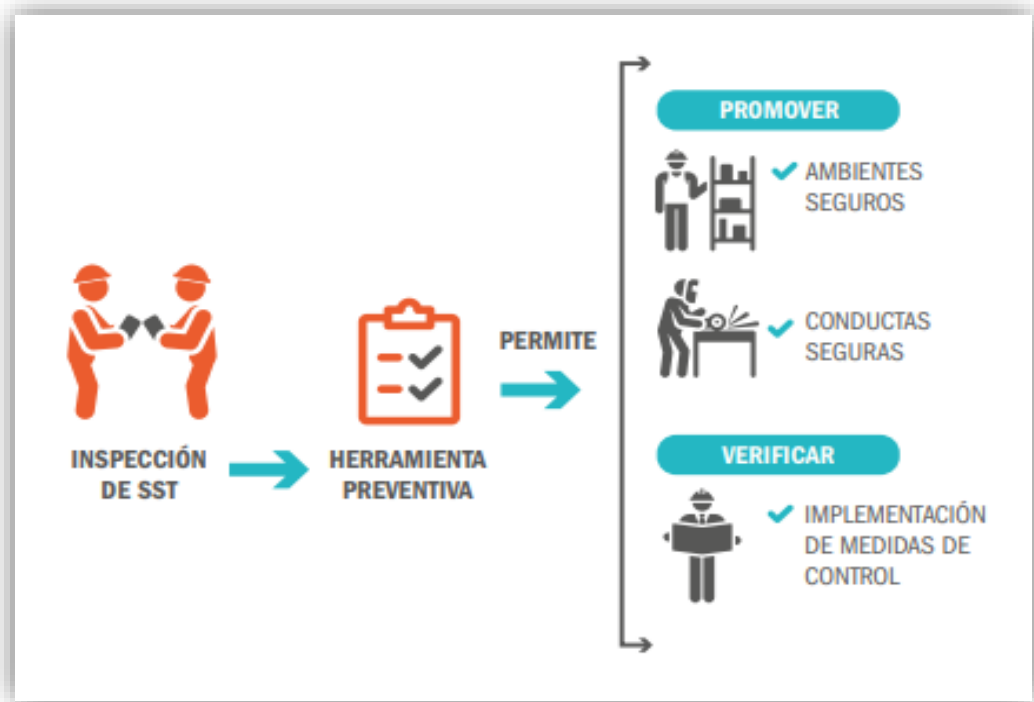 INSPECCIÓN
DE SST
HERRAMIENTA
PREVENTIVA
PERMITE
PROMOVER
AMBIENTES
SEGUROS
CONDUCTAS
SEGURAS
VERIFICAR
IMPLEMENTACIÓN
DE MEDIDAS DE
CONTROL